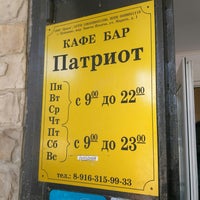 КАФЕ БАР
Патриот
Пн
Вт
Ср
Чт
с 9⁰⁰ до 22⁰⁰
Пт
Сб
Вс
с 9⁰⁰ до 23⁰⁰
тел.: 8-916-315-99-33